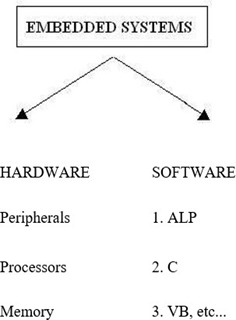 EMBEDDED SYSTEMS
HARDWARE SOFTWARE
Peripherals 1. ALP
Processors 2. C
Memory 3. VB, etc...